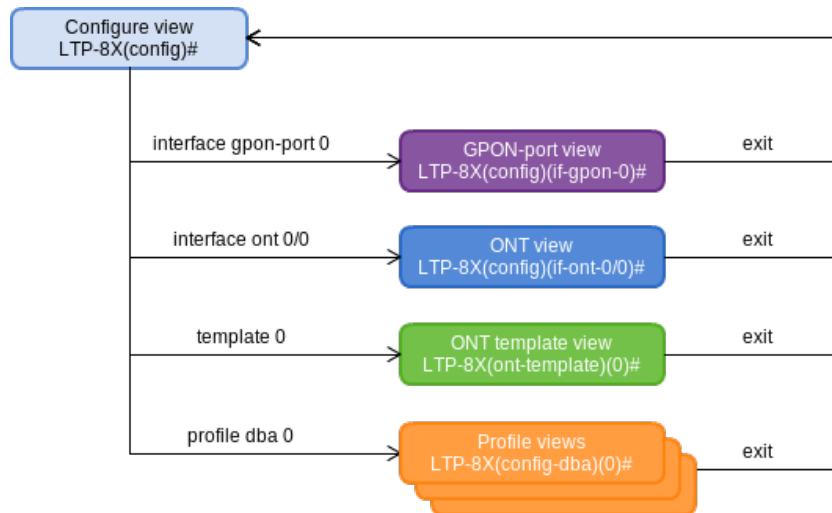 Configure view
LTP-8X(config)#
interface gpon-port 0
GPON-port view
LTP-8X(config)(if-gpon-0)#
exit
interface ont 0/0
ONT view
LTP-8X(config)(if-ont-0/0)#
exit
template 0
ONT template view
LTP-8X(ont-template)(0)#
exit
profile dba 0
Profile views
LTP-8X(config-dba)(0)#
exit